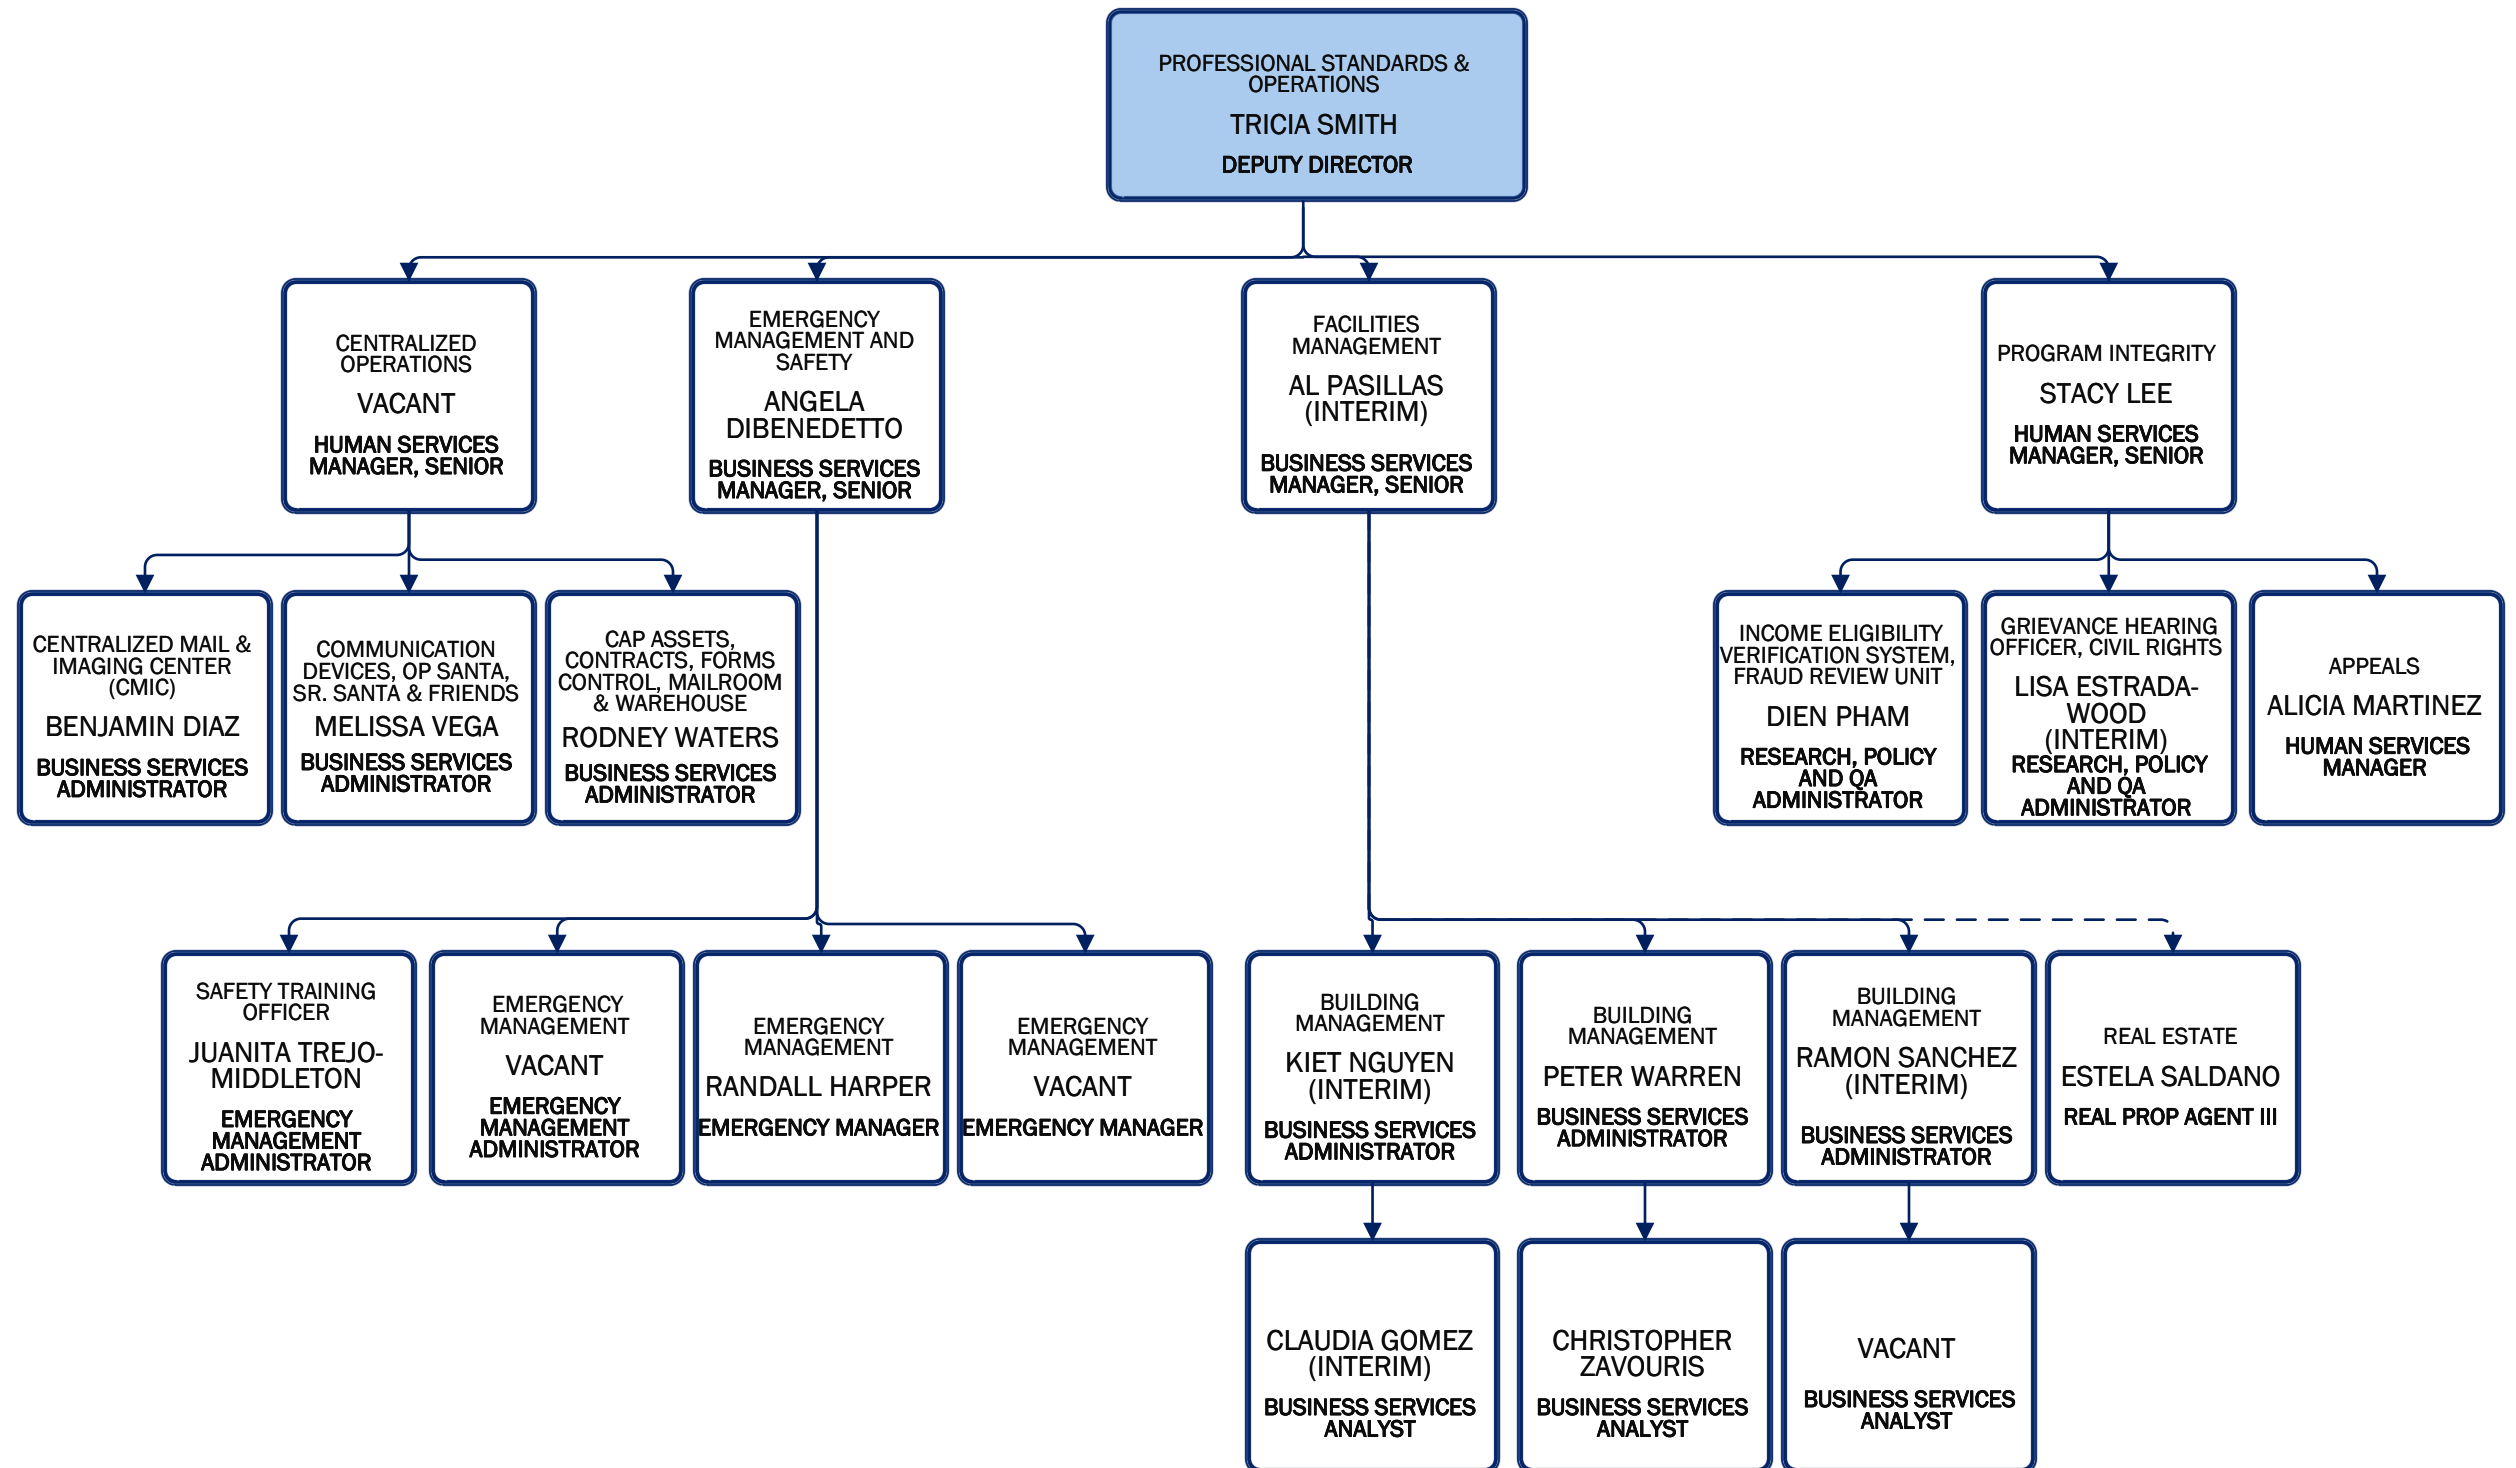 PROFESSIONAL STANDARDS &
OPERATIONS
TRICIA SMITH
DEPUTY DIRECTOR
CENTRALIZED
OPERATIONS
VACANT
HUMAN SERVICES
MANAGER, SENIOR
EMERGENCY
MANAGEMENT AND
SAFETY
ANGELA
DIBENEDETTO
BUSINESS SERVICES
MANAGER, SENIOR
FACILITIES
MANAGEMENT
AL PASILLAS
(INTERIM)
BUSINESS SERVICES
MANAGER, SENIOR
PROGRAM INTEGRITY
STACY LEE
HUMAN SERVICES
MANAGER, SENIOR
CENTRALIZED MAIL &
IMAGING CENTER
(CMIC)
BENJAMIN DIAZ
BUSINESS SERVICES
ADMINISTRATOR
COMMUNICATION
DEVICES, OP SANTA,
SR. SANTA & FRIENDS
MELISSA VEGA
BUSINESS SERVICES
ADMINISTRATOR
CAP ASSETS,
CONTRACTS, FORMS
CONTROL, MAILROOM
& WAREHOUSE
RODNEY WATERS
BUSINESS SERVICES
ADMINISTRATOR
INCOME ELIGIBILITY
VERIFICATION SYSTEM,
FRAUD REVIEW UNIT
DIEN PHAM
RESEARCH, POLICY
AND QA
ADMINISTRATOR
GRIEVANCE HEARING
OFFICER, CIVIL RIGHTS
LISA ESTRADA-
WOOD
(INTERIM)
RESEARCH, POLICY
AND QA
ADMINISTRATOR
APPEALS
ALICIA MARTINEZ
HUMAN SERVICES
MANAGER
SAFETY TRAINING
OFFICER
JUANITA TREJO-
MIDDLETON
EMERGENCY
MANAGEMENT
ADMINISTRATOR
EMERGENCY
MANAGEMENT
VACANT
EMERGENCY
MANAGEMENT
ADMINISTRATOR
EMERGENCY
MANAGEMENT
RANDALL HARPER
EMERGENCY MANAGER
EMERGENCY
MANAGEMENT
VACANT
EMERGENCY MANAGER
BUILDING
MANAGEMENT
KIET NGUYEN
(INTERIM)
BUSINESS SERVICES
ADMINISTRATOR
BUILDING
MANAGEMENT
PETER WARREN
BUSINESS SERVICES
ADMINISTRATOR
BUILDING
MANAGEMENT
RAMON SANCHEZ
(INTERIM)
BUSINESS SERVICES
ADMINISTRATOR
REAL ESTATE
ESTELA SALDANO
REAL PROP AGENT III
CLAUDIA GOMEZ
(INTERIM)
BUSINESS SERVICES
ANALYST
CHRISTOPHER
ZAVOURIS
BUSINESS SERVICES
ANALYST
VACANT
BUSINESS SERVICES
ANALYST